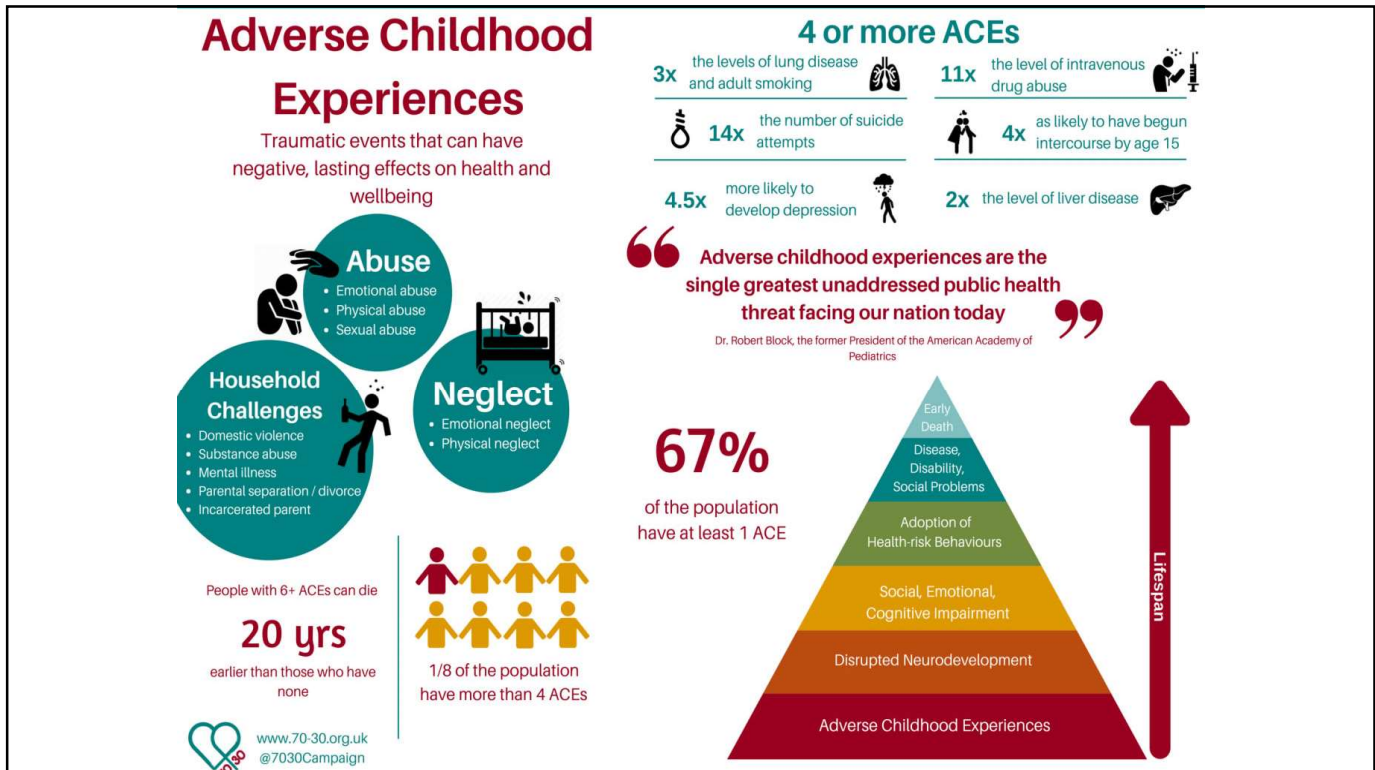 Adverse Childhood
Experiences
Traumatic events that can have
negative, lasting effects on health and
wellbeing
Abuse
• Emotional abuse
• Physical abuse
• Sexual abuse
Household
Challenges
• Domestic violence
• Substance abuse
• Mental illness
• Parental separation / divorce
• Incarcerated parent
Neglect
• Emotional neglect
• Physical neglect
People with 6+ ACEs can die
20 yrs
earlier than those who have
none
1/8 of the population
have more than 4 ACEs
www.70-30.org.uk
@7030Campaign
4 or more ACEs
3x the levels of lung disease
and adult smoking
11x the level of intravenous
drug abuse
14x the number of suicide
attempts
4x as likely to have begun
intercourse by age 15
4.5x more likely to
develop depression
2x the level of liver disease
“ Adverse childhood experiences are the
single greatest unaddressed public health
threat facing our nation today ”
Dr. Robert Block, the former President of the American Academy of
Pediatrics
67%
of the population
have at least 1 ACE
Early
Death
Disease,
Disability,
Social Problems
Adoption of
Health-risk Behaviours
Social, Emotional,
Cognitive Impairment
Disrupted Neurodevelopment
Adverse Childhood Experiences
Lifespan